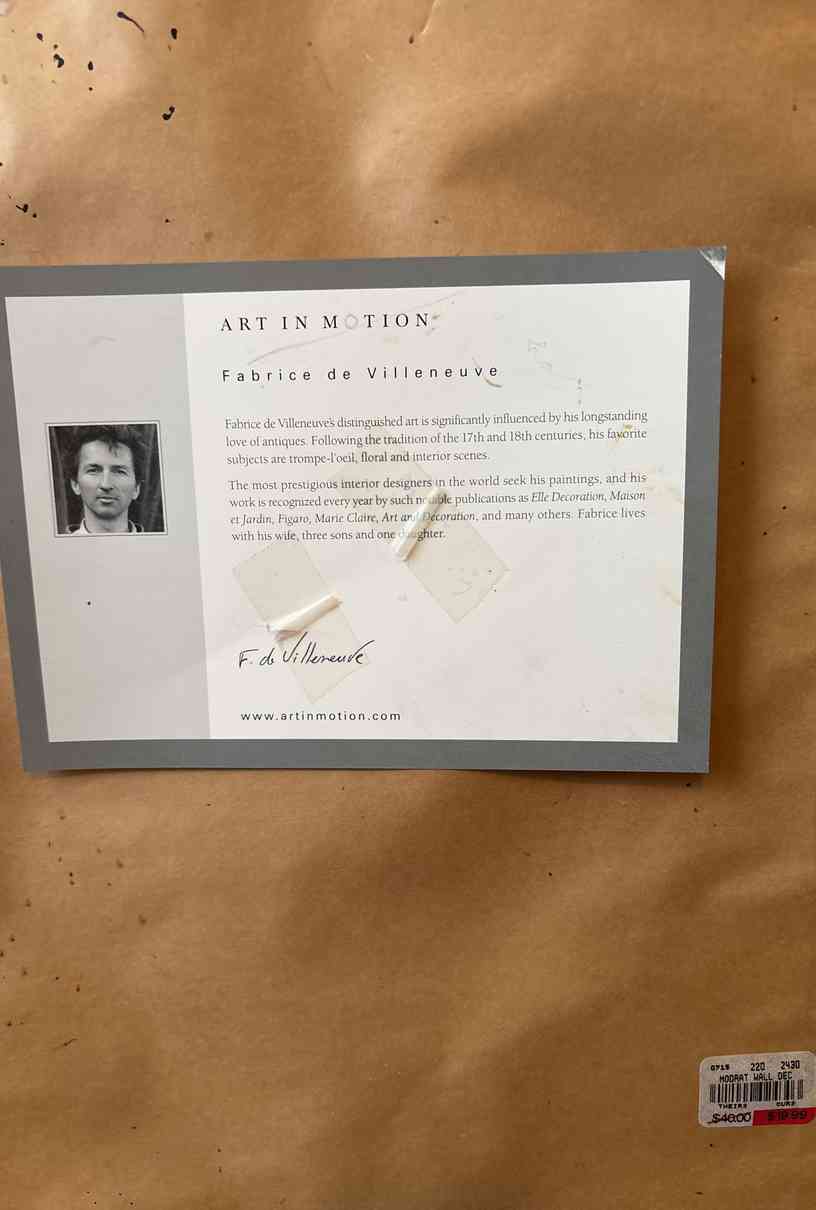 ART IN MOTION
Fabrice de Villeneuve
Fabrice de Villeneuve's distinguished art is significantly influenced by his longstanding
love of antiques. Following the tradition of the 17th and 18th centuries, his favorite
subjects are trompe-l'oeil, floral and interior scenes.
The most prestigious interior designers in the world seek his paintings, and his
work is recognized every year by such notable publications as Elle Decoration, Maison
et Jardin, Figaro, Marie Claire, Art and Decoration, and many others. Fabrice lives
with his wife, three sons and one daughter.
F. de Villeneuve
www.artinmotion.com
0715 220 2430
MODRAT WALL DEC
THEIRS OURS
$40.00 $19.99